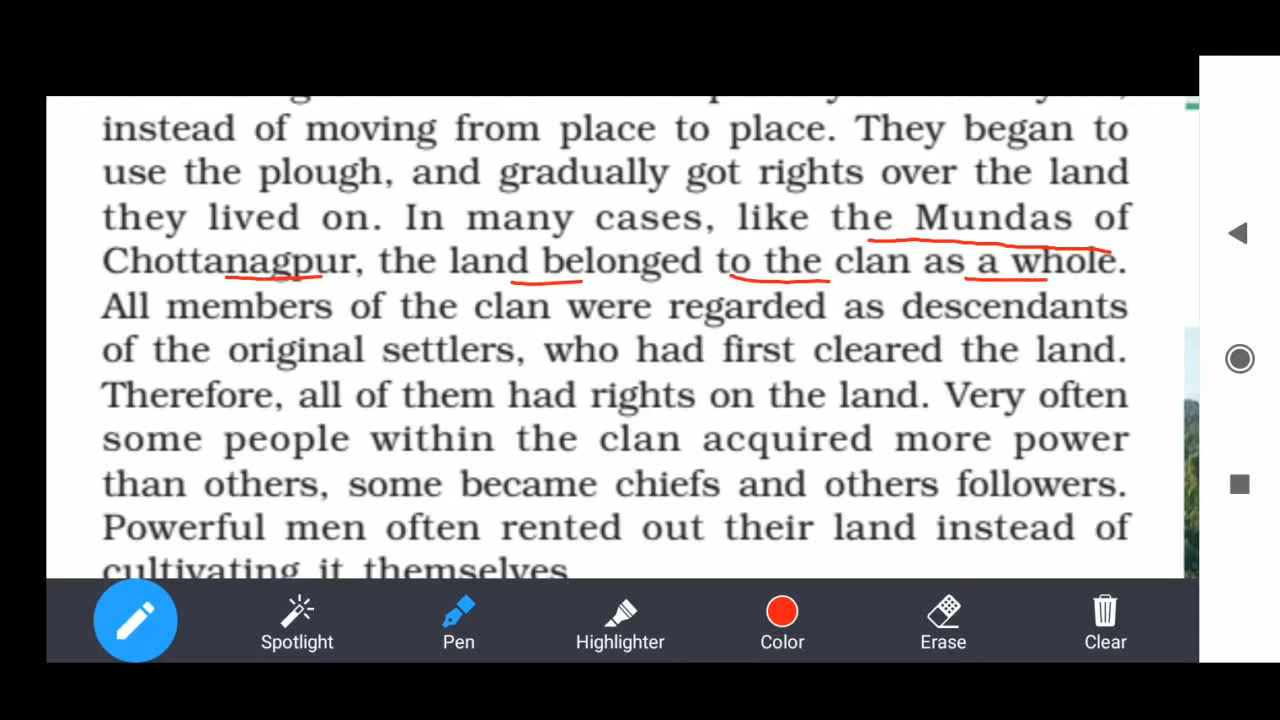 instead of moving from place to place. They began to
use the plough, and gradually got rights over the land
they lived on. In many cases, like the Mundas of
Chottanagpur, the land belonged to the clan as a whole.
All members of the clan were regarded as descendants
of the original settlers, who had first cleared the land.
Therefore, all of them had rights on the land. Very often
some people within the clan acquired more power
than others, some became chiefs and others followers.
Powerful men often rented out their land instead of
cultivating it themselves
Spotlight
Pen
Highlighter
Color
Erase
Clear